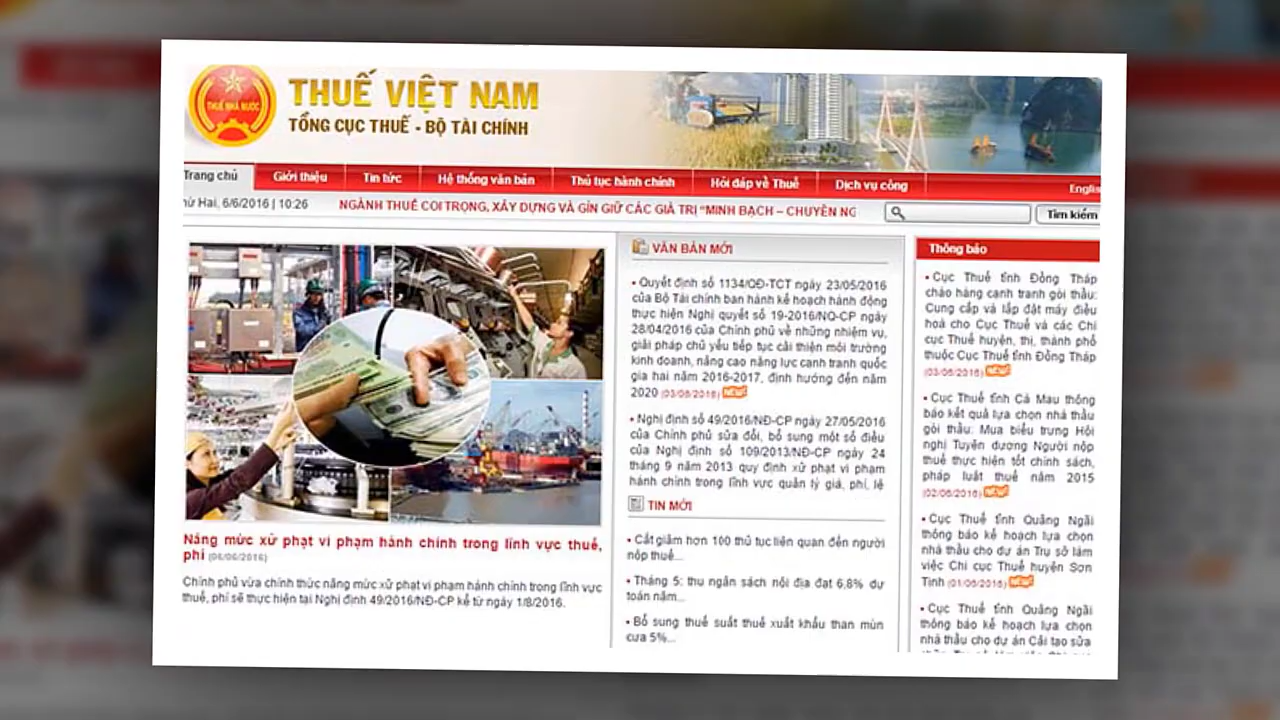 THUẾ NHÀ NƯỚC
THUẾ VIỆT NAM
TỔNG CỤC THUẾ - BỘ TÀI CHÍNH
Trang chủ
Giới thiệu
Tin tức
Hệ thống văn bản
Thủ tục hành chính
Hỏi đáp về Thuế
Dịch vụ công
Englis
hứ Hai, 6/6/2016 | 10:26
NGÀNH THUẾ COI TRỌNG, XÂY DỰNG VÀ GÌN GIỮ CÁC GIÁ TRỊ "MINH BẠCH – CHUYÊN NG
Tìm kiếm
Nâng mức xử phạt vi phạm hành chính trong lĩnh vực thuế,
phí (06/06/2016)
Chính phủ vừa chính thức nâng mức xử phạt vi phạm hành chính trong lĩnh vực
thuế, phí sẽ thực hiện tại Nghị định 49/2016/NĐ-CP kể từ ngày 1/8/2016.
VĂN BẢN MỚI
• Quyết định số 1134/QĐ-TCT ngày 23/05/2016
của Bộ Tài chính ban hành kế hoạch hành động
thực hiện Nghị quyết số 19-2016/NQ-CP ngày
28/04/2016 của Chính phủ về những nhiệm vụ,
giải pháp chủ yếu tiếp tục cải thiện môi trường
kinh doanh, nâng cao năng lực cạnh tranh quốc
gia hai năm 2016-2017, định hướng đến năm
2020 (03/06/2016) NEW!
• Nghị định số 49/2016/NĐ-CP ngày 27/05/2016
của Chính phủ sửa đổi, bổ sung một số điều
của Nghị định số 109/2013/NĐ-CP ngày 24
tháng 9 năm 2013 quy định xử phạt vi phạm
hành chính trong lĩnh vực quản lý giá, phí, lệ
TIN MỚI
• Cắt giảm hơn 100 thủ tục liên quan đến người
nộp thuế...
• Tháng 5: thu ngân sách nội địa đạt 6,8% dự
toán năm...
• Bổ sung thuế suất thuế xuất khẩu than mùn
cưa 5%...
Thông báo
• Cục Thuế tỉnh Đồng Tháp
chào hàng cạnh tranh gói thầu:
Cung cấp và lắp đặt máy điều
hoà cho Cục Thuế và các Chi
cục Thuế huyện, thị, thành phố
thuộc Cục Thuế tỉnh Đồng Tháp
(03/06/2016) NEW!
• Cục Thuế tỉnh Cà Mau thông
báo kết quả lựa chọn nhà thầu
gói thầu: Mua biểu trưng Hội
nghị Tuyên dương Người nộp
thuế thực hiện tốt chính sách,
pháp luật thuế năm 2015
(02/06/2016) NEW!
• Cục Thuế tỉnh Quảng Ngãi
thông báo kế hoạch lựa chọn
nhà thầu cho dự án Trụ sở làm
việc Chi cục Thuế huyện Sơn
Tịnh (01/06/2016) NEW!
• Cục Thuế tỉnh Quảng Ngãi
thông báo kế hoạch lựa chọn
nhà thầu cho dự án Cải tạo sửa